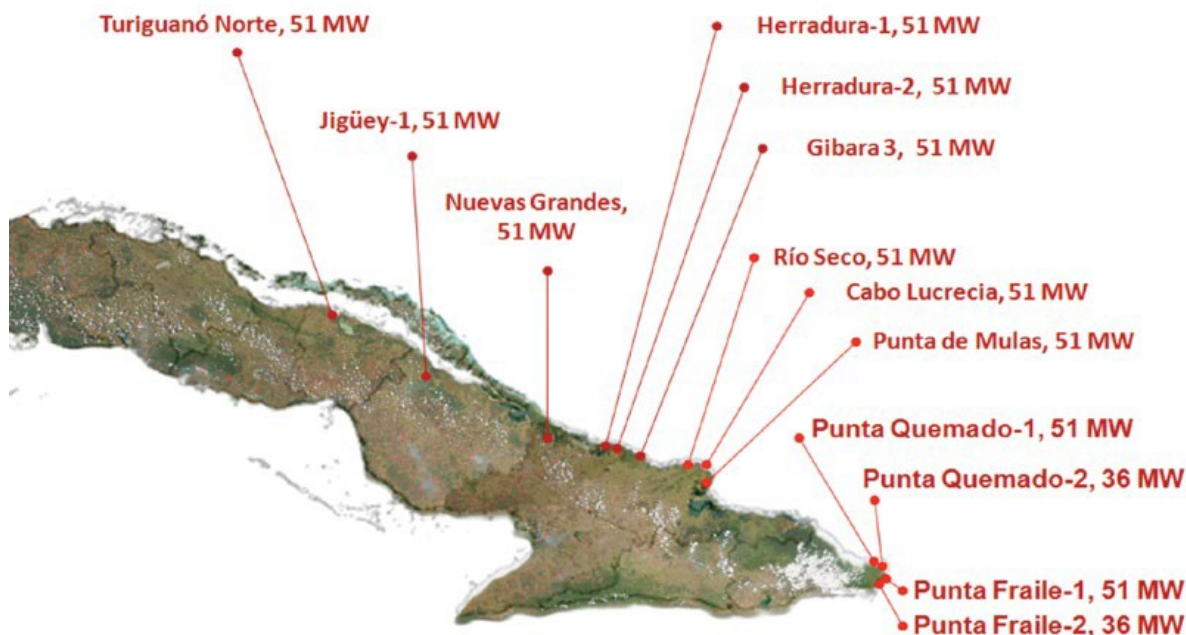 Turiguanó Norte, 51 MW
Herradura-1, 51 MW
Herradura-2, 51 MW
Jigüey-1, 51 MW
Gibara 3, 51 MW
Nuevas Grandes,
51 MW
Río Seco, 51 MW
Cabo Lucrecia, 51 MW
Punta de Mulas, 51 MW
Punta Quemado-1, 51 MW
Punta Quemado-2, 36 MW
Punta Fraile-1, 51 MW
Punta Fraile-2, 36 MW